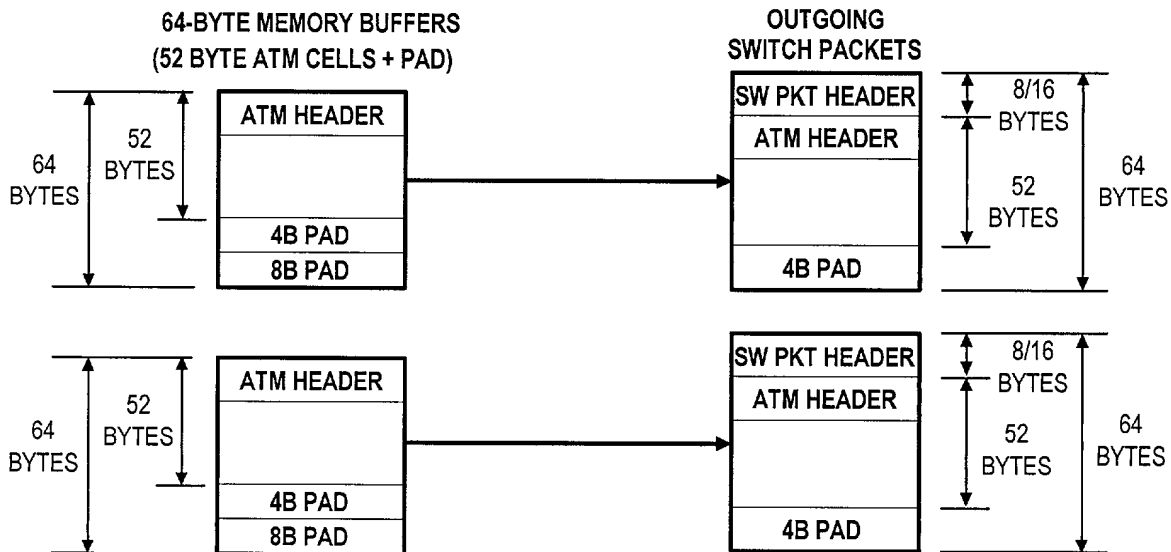 64-BYTE MEMORY BUFFERS
(52 BYTE ATM CELLS + PAD)
OUTGOING
SWITCH PACKETS
64
BYTES
52
BYTES
ATM HEADER
4B PAD
8B PAD
SW PKT HEADER
ATM HEADER
4B PAD
8/16
BYTES
52
BYTES
64
BYTES
64
BYTES
52
BYTES
ATM HEADER
4B PAD
8B PAD
SW PKT HEADER
ATM HEADER
4B PAD
8/16
BYTES
52
BYTES
64
BYTES